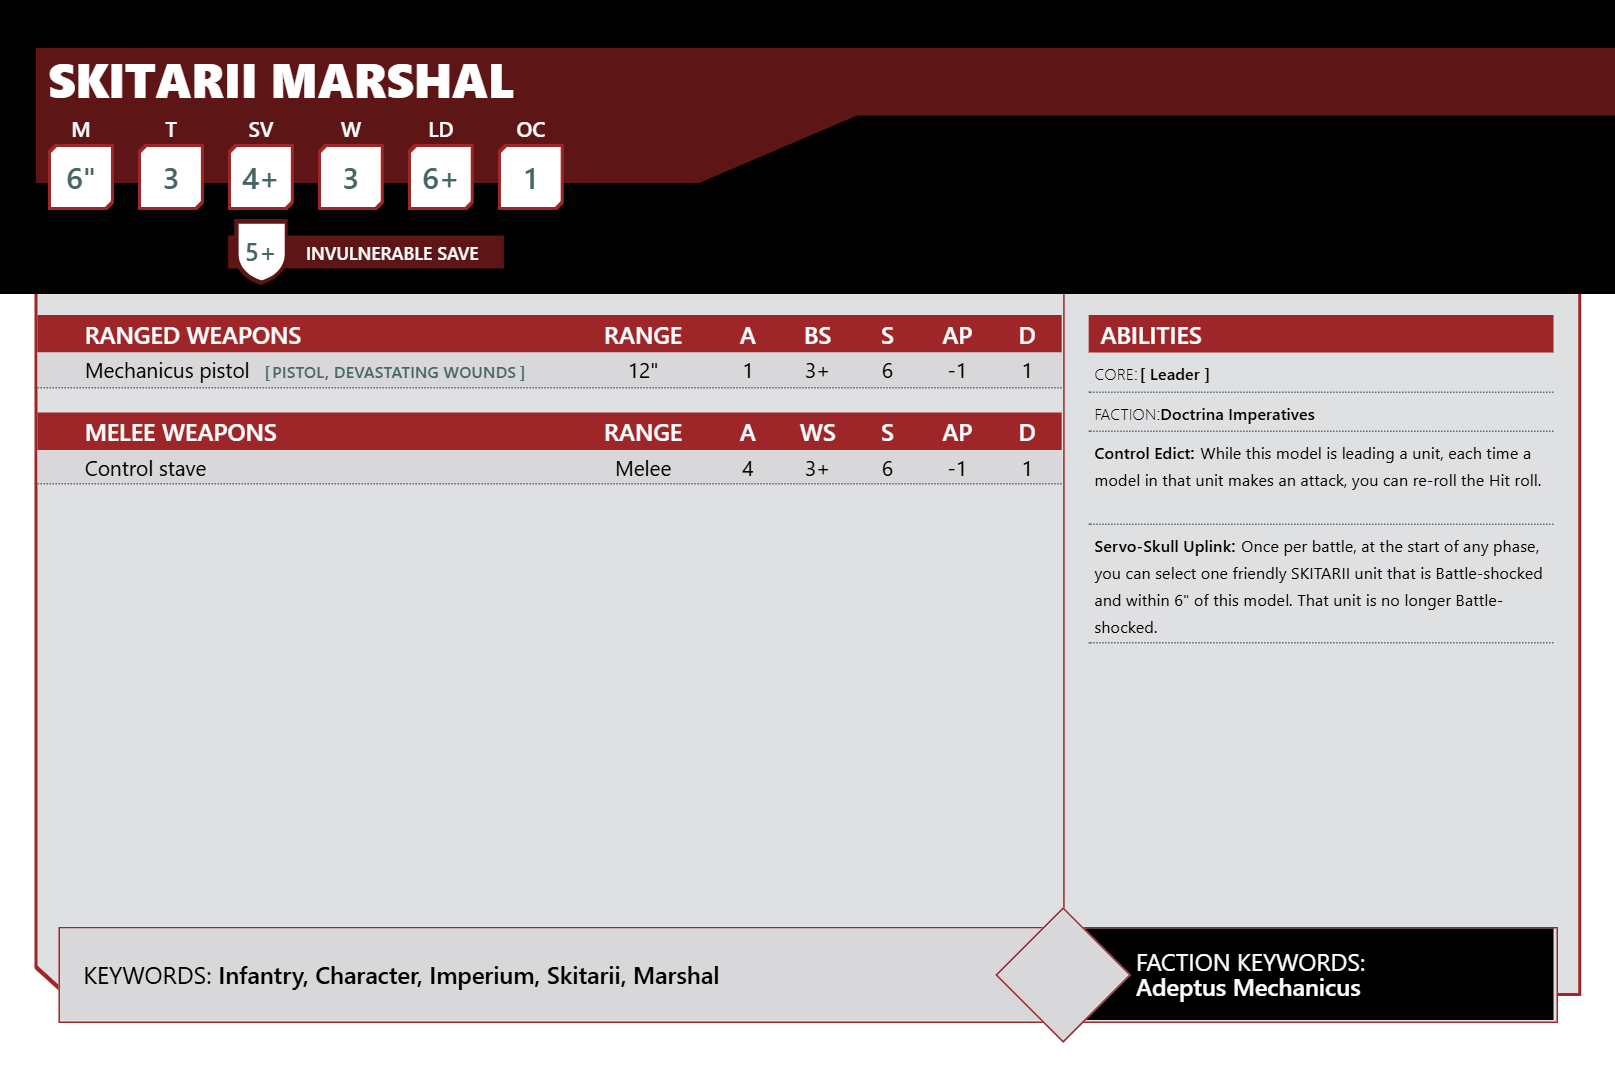 SKITARII MARSHAL
M T SV W LD OC
6" 3 4+ 3 6+ 1
5+ INVULNERABLE SAVE
RANGED WEAPONS RANGE A BS S AP D
Mechanicus pistol [PISTOL, DEVASTATING WOUNDS ] 12" 1 3+ 6 -1 1
MELEE WEAPONS RANGE A WS S AP D
Control stave Melee 4 3+ 6 -1 1
ABILITIES
CORE:[ Leader ]
FACTION:Doctrina Imperatives
Control Edict: While this model is leading a unit, each time a
model in that unit makes an attack, you can re-roll the Hit roll.
Servo-Skull Uplink: Once per battle, at the start of any phase,
you can select one friendly SKITARII unit that is Battle-shocked
and within 6" of this model. That unit is no longer Battle-
shocked.
KEYWORDS: Infantry, Character, Imperium, Skitarii, Marshal
FACTION KEYWORDS:
Adeptus Mechanicus